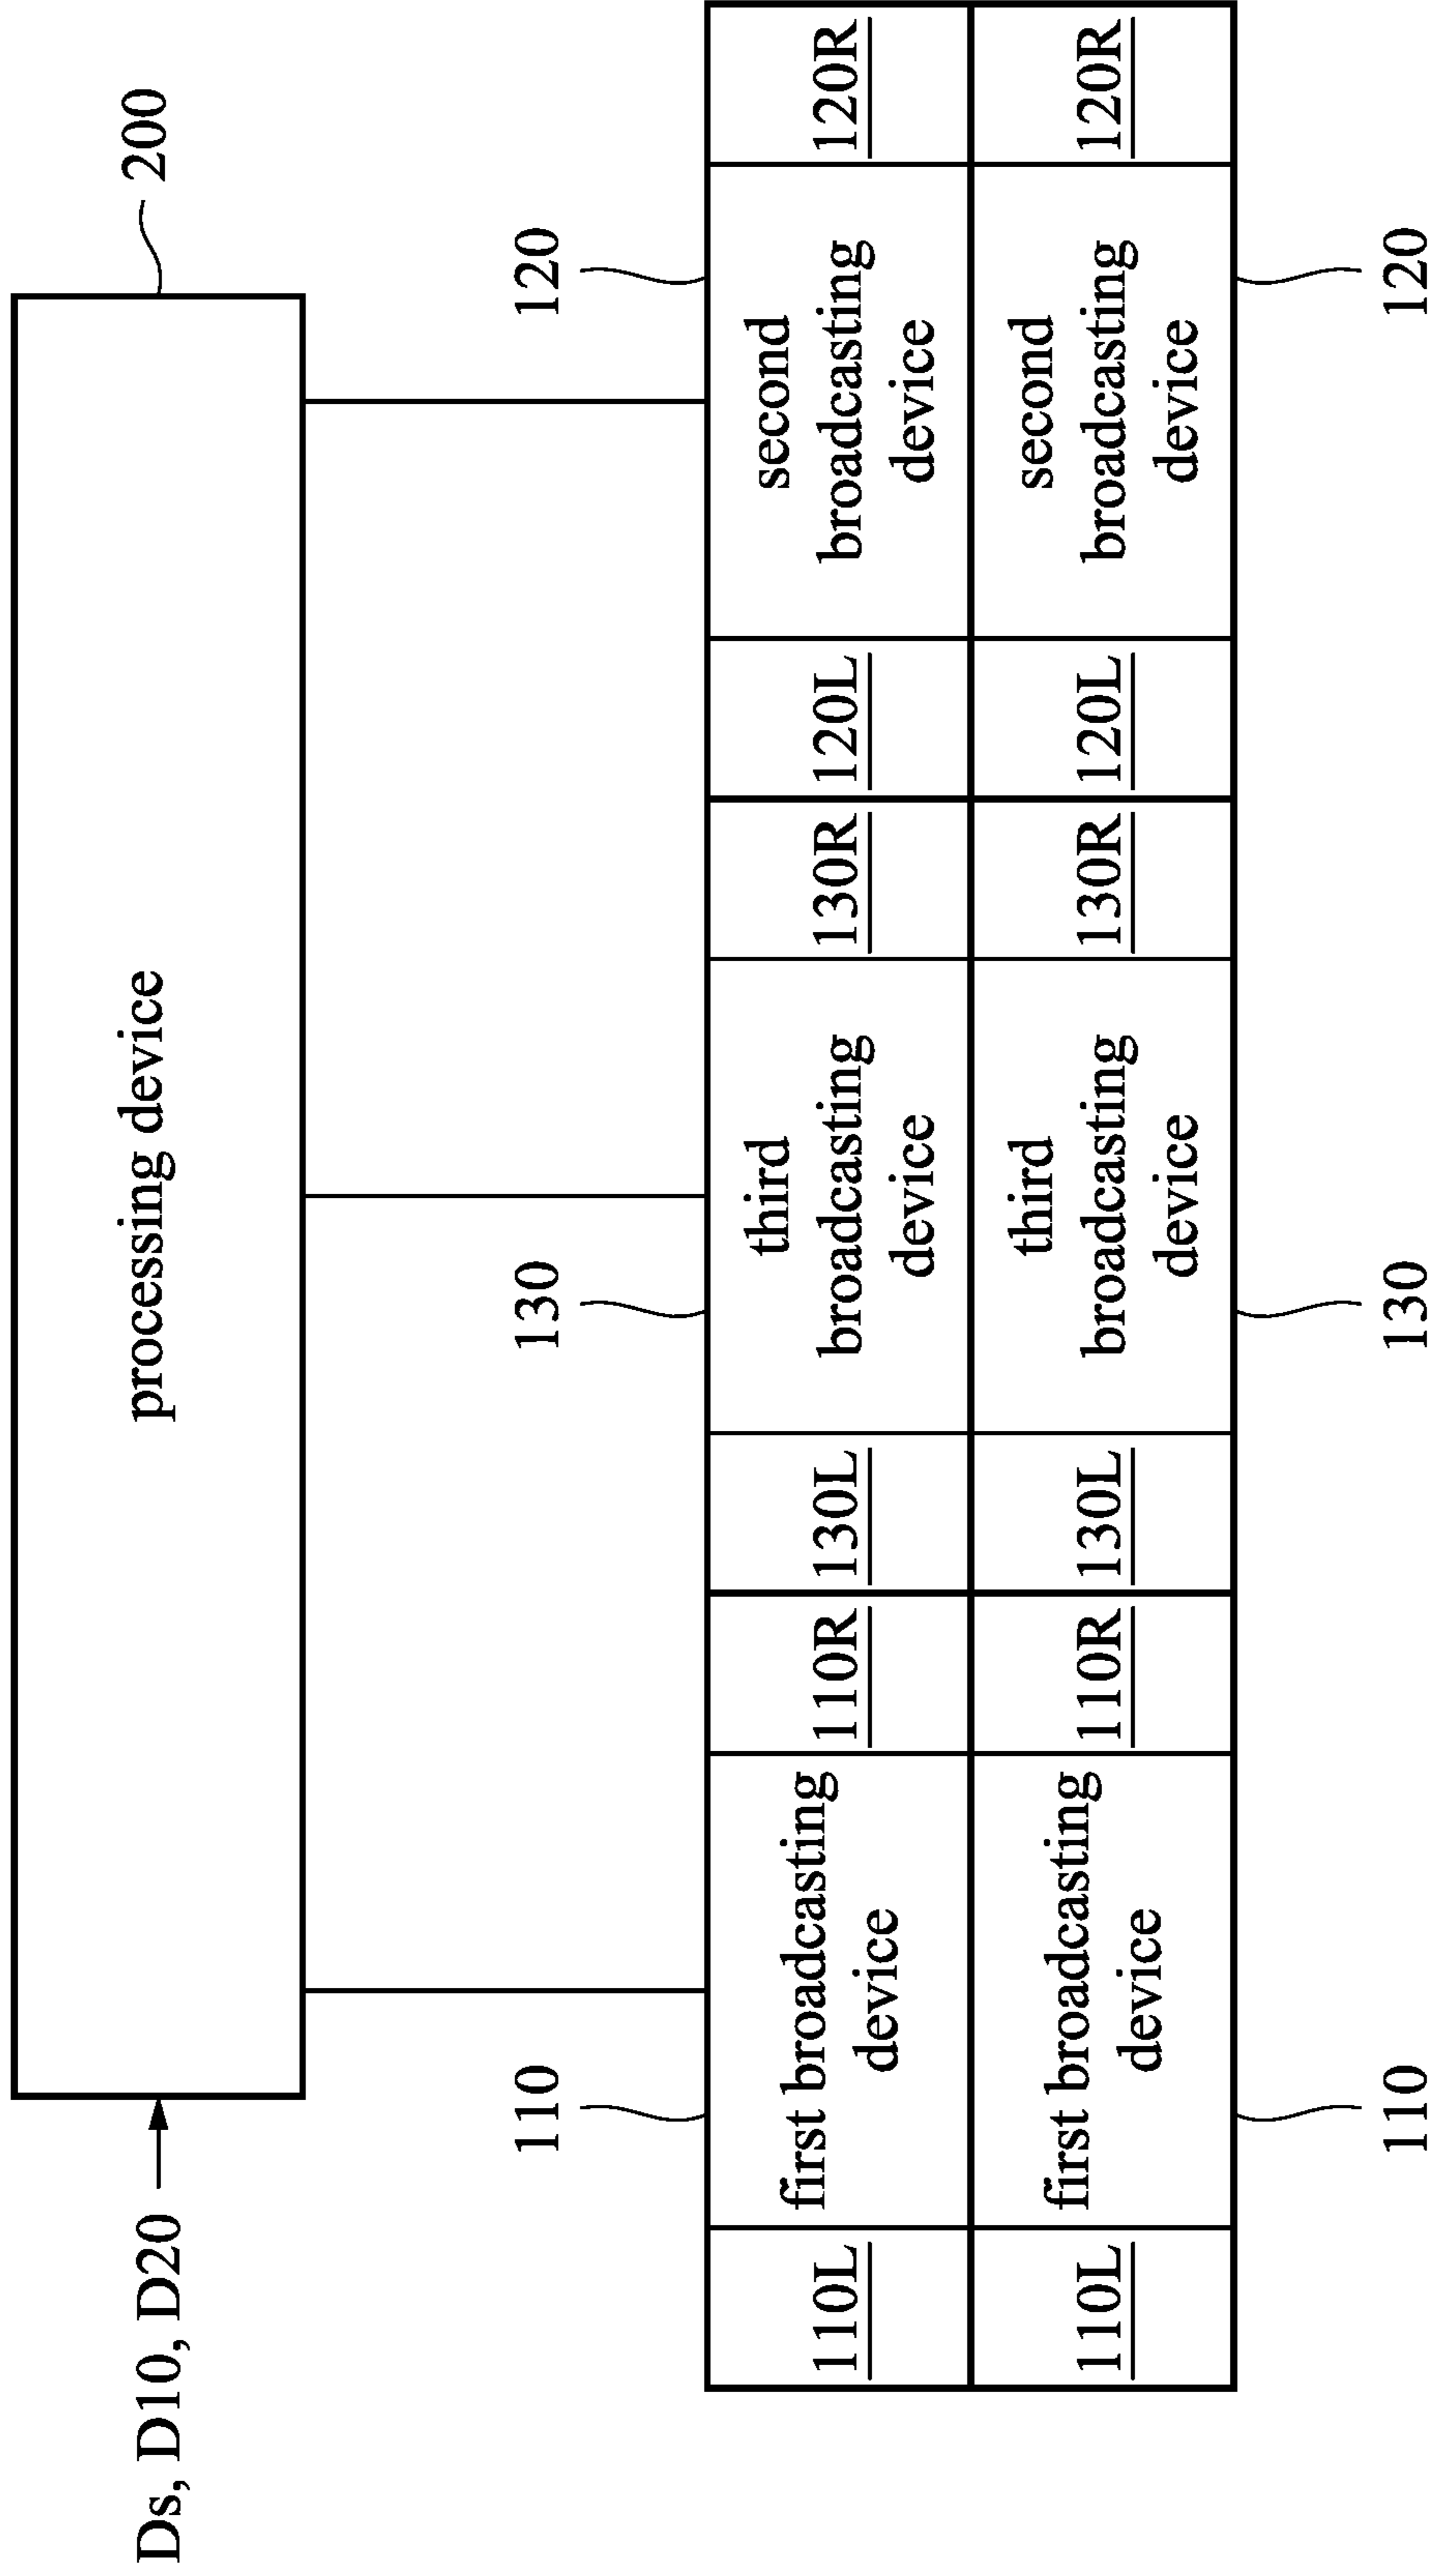 Ds, D10, D20
processing device
200
110
130
120
110L
first broadcasting
device
110R
130L
third
broadcasting
device
130R
120L
second
broadcasting
device
120R
110L
first broadcasting
device
110R
130L
third
broadcasting
device
130R
120L
second
broadcasting
device
120R
110
130
120